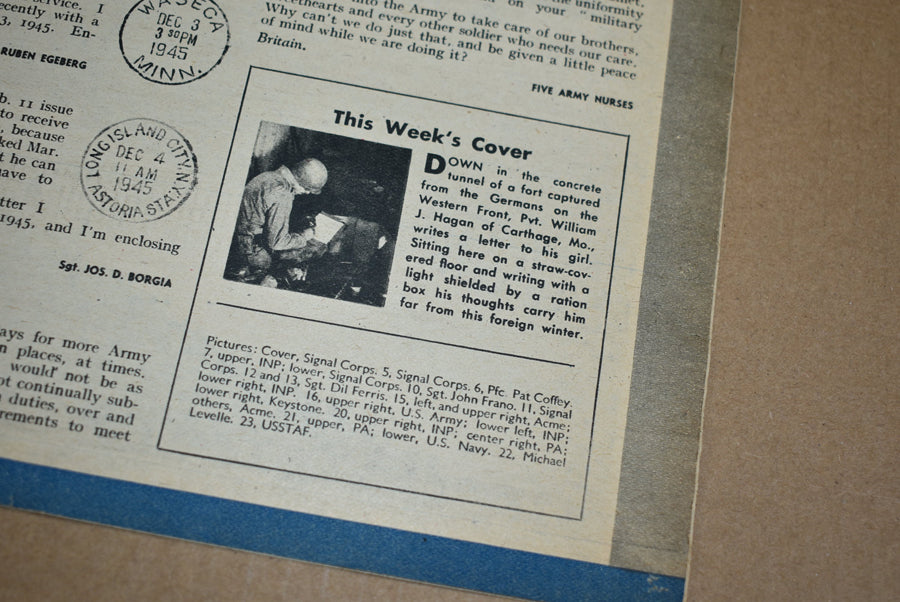 service. I
recently with a
3, 1945. En-
RUBEN EGEBERG
WASECA
DEC 3
3 30PM
1945
MINN.
b. 11 issue
to receive
, because
ked Mar.
t he can
ave to
LONG ISLAND CITY N.Y.
DEC 4
11 AM
1945
ASTORIA STA.
tter I
1945, and I'm enclosing
Sgt. JOS. D. BORGIA
ays for more Army
n places, at times.
would not be as
ot continually sub-
duties, over and
rements to meet
uniformity
into the Army on your "military
ethearts and every other soldier who needs our care.
Why can't we do just that, and be given a little peace
of mind while we are doing it?
Britain.
FIVE ARMY NURSES
This Week's Cover
DOWN in the concrete
tunnel of a fort captured
from the Germans on the
Western Front, Pvt. William
J. Hagan of Carthage, Mo.,
writes a letter to his girl.
Sitting here on a straw-cov-
ered floor and writing with a
light shielded by a ration
box his thoughts carry him
far from this foreign winter.
Pictures: Cover, Signal Corps. 5, Signal Corps. 6, Pfc. Pat Coffey.
7, upper, INP; lower, Signal Corps. 10, Sgt. John Frano. 11, Signal
Corps. 12 and 13, Sgt. Dil Ferris. 15, left, and upper right, Acme;
lower right, INP. 16, upper right, U.S. Army; lower left, INP;
lower right, Keystone. 20, upper right, INP; center right, PA;
others, Acme. 21, upper, PA; lower, U.S. Navy. 22, Michael
Levelle. 23, USSTAF.